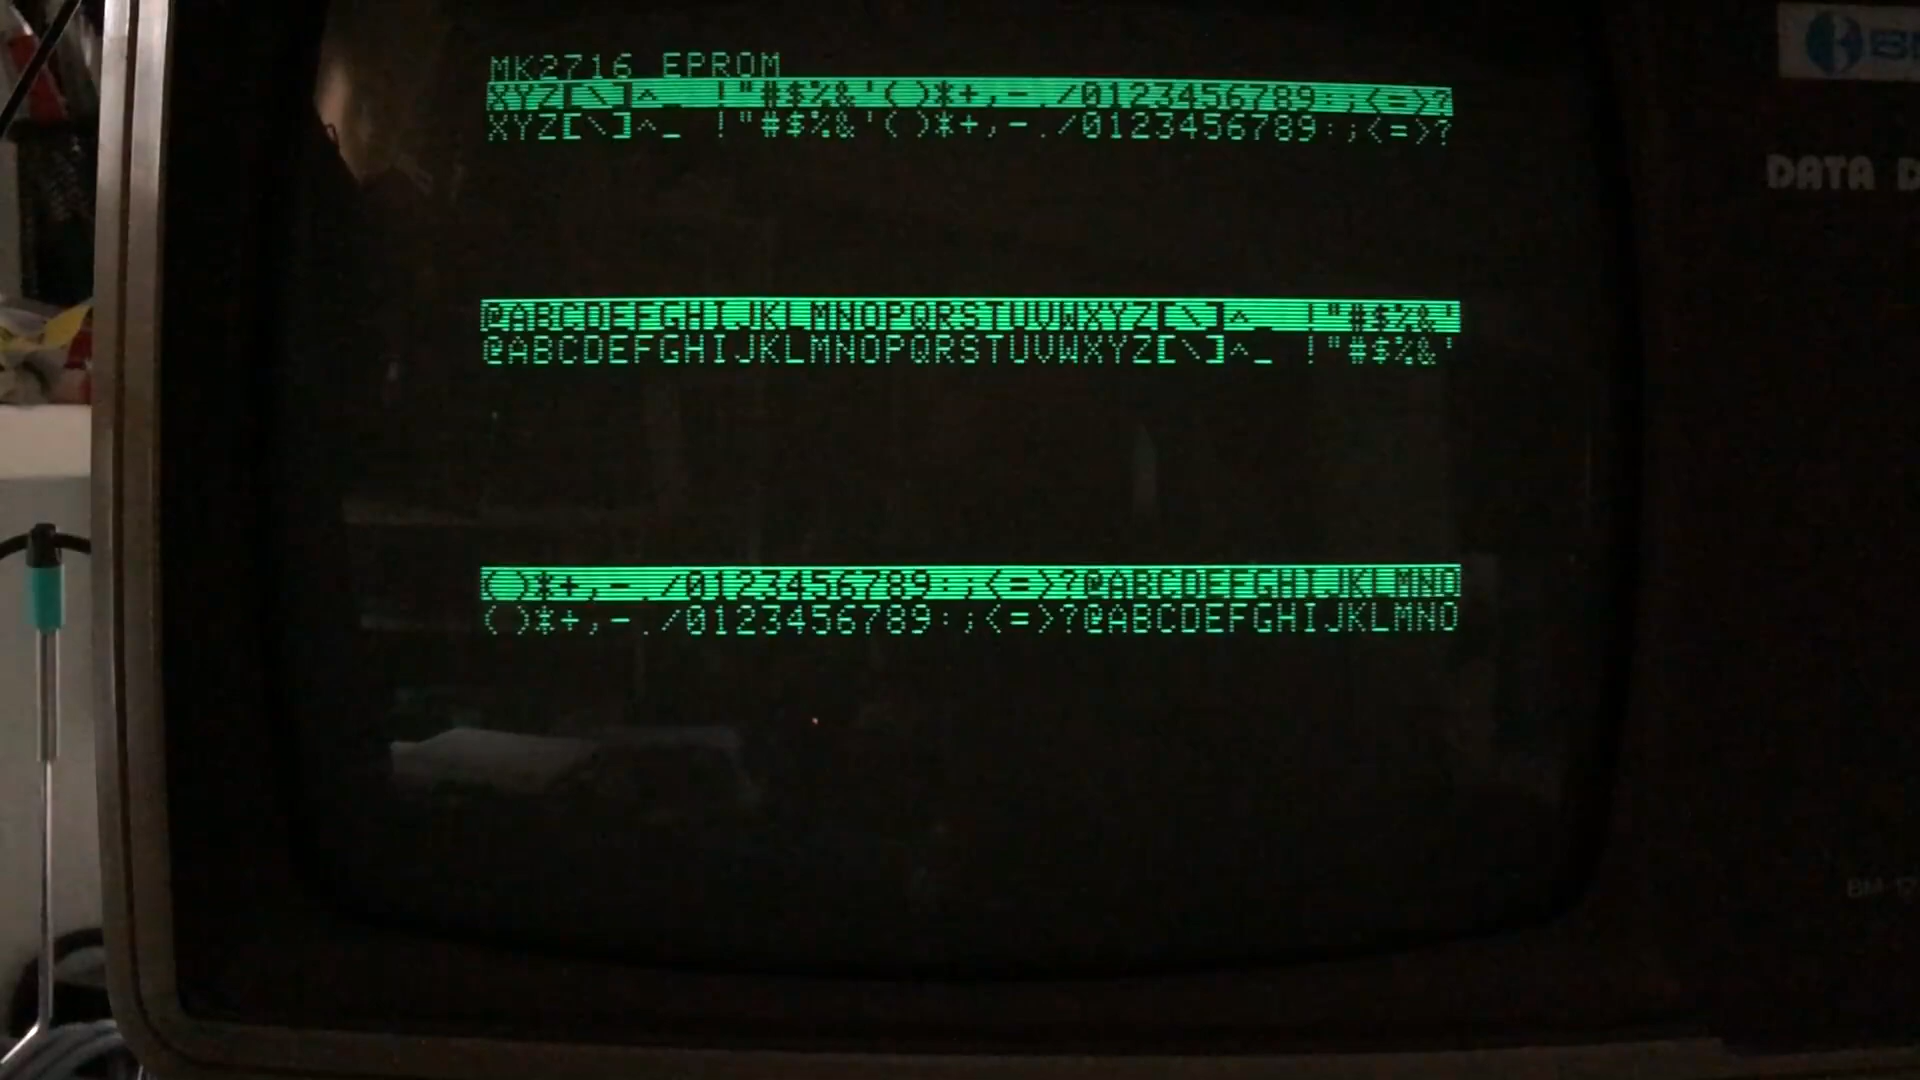 MK2716 EPROM
XYZ[\]^_ !"#$%&'()*+,-./0123456789:;<=>?
XYZ[\]^_ !"#$%&'()*+,-./0123456789:;<=>?
@ABCDEFGHIJKLMNOPQRSTUVWXYZ[\]^_ !"#$%&'
@ABCDEFGHIJKLMNOPQRSTUVWXYZ[\]^_ !"#$%&'
()*+,-./0123456789:;<=>?@ABCDEFGHIJKLMNO
()*+,-./0123456789:;<=>?@ABCDEFGHIJKLMNO
DATA